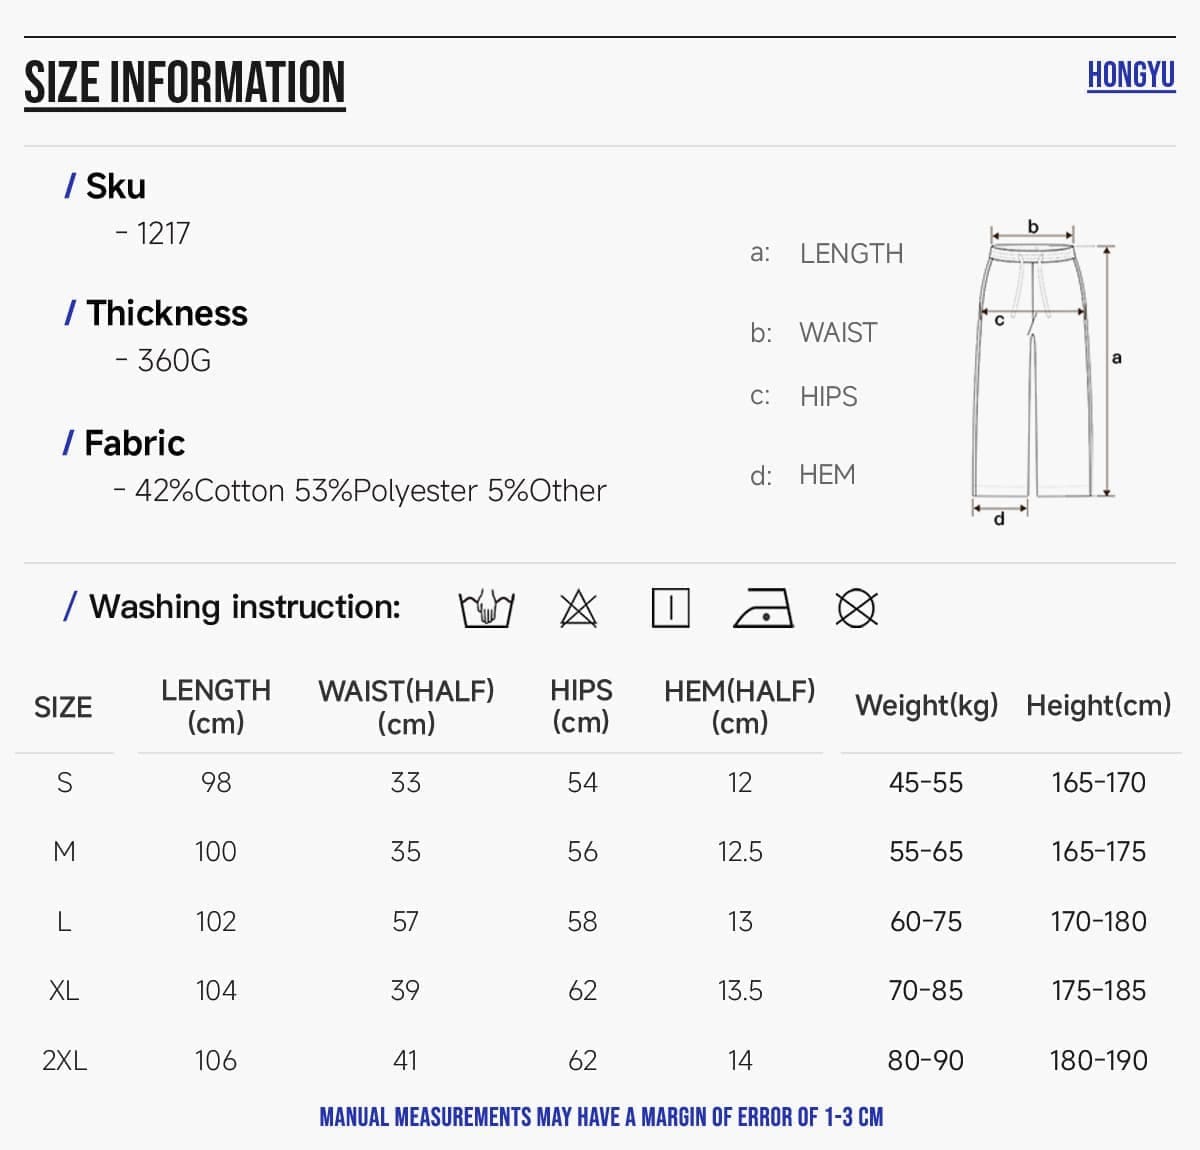 SIZE INFORMATION
HONGYU
/ Sku
- 1217
/ Thickness
- 360G
/ Fabric
- 42%Cotton 53%Polyester 5%Other
a: LENGTH
b: WAIST
c: HIPS
d: HEM
b
c
a
d
/ Washing instruction:
SIZE LENGTH (cm) WAIST(HALF) (cm) HIPS (cm) HEM(HALF) (cm) Weight(kg) Height(cm)
S 98 33 54 12 45-55 165-170
M 100 35 56 12.5 55-65 165-175
L 102 57 58 13 60-75 170-180
XL 104 39 62 13.5 70-85 175-185
2XL 106 41 62 14 80-90 180-190
MANUAL MEASUREMENTS MAY HAVE A MARGIN OF ERROR OF 1-3 CM